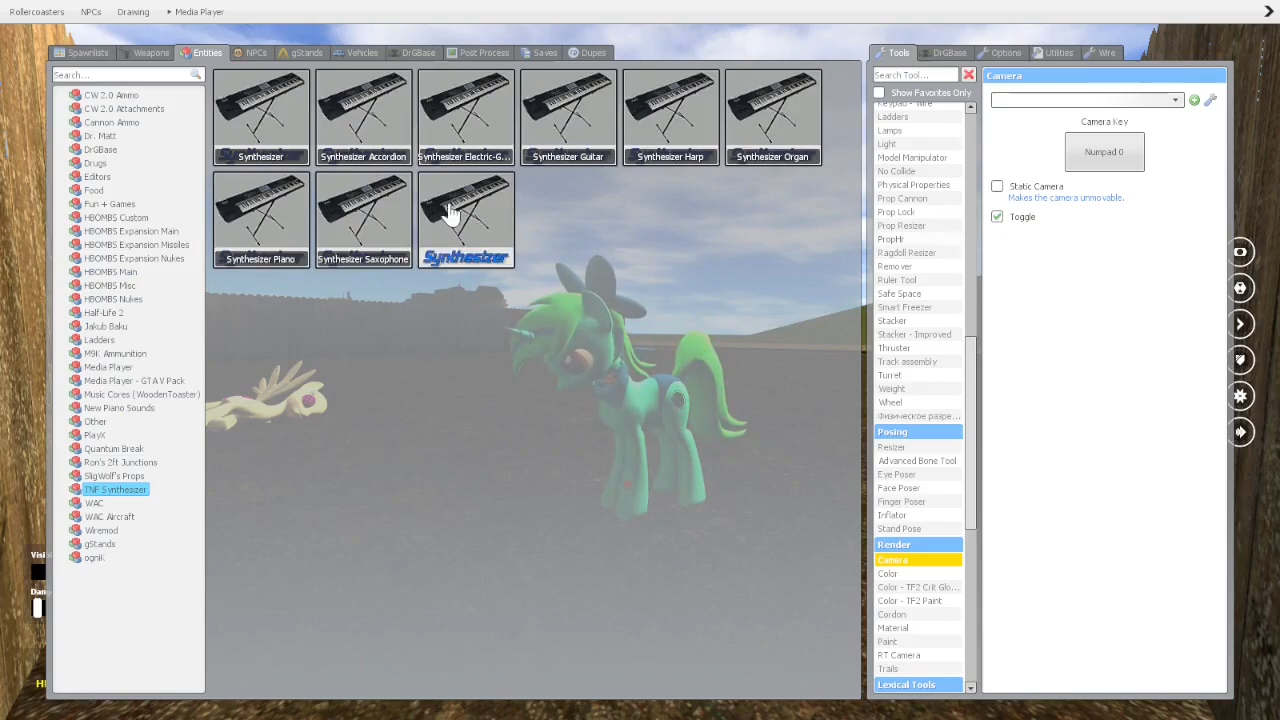 Rollercoasters NPCs Drawing Media Player
Spawnlists Weapons Entities NPCs gStands Vehicles DrGBase Post Process Saves Dupes
Search...
CW 2.0 Ammo
CW 2.0 Attachments
Cannon Ammo
Dr. Matt
DrGBase
Drugs
Editors
Food
Fun + Games
HBOMBS Custom
HBOMBS Expansion Main
HBOMBS Expansion Missiles
HBOMBS Expansion Nukes
HBOMBS Main
HBOMBS Misc
HBOMBS Nukes
Half-Life 2
Jakub Baku
Ladders
M9K Ammunition
Media Player
Media Player - GTA V Pack
Music Cores (WoodenToaster)
New Piano Sounds
Other
PlayX
Quantum Break
Ron's 2ft Junctions
SligWolf's Props
TNF Synthesizer
WAC
WAC Aircraft
Wiremod
gStands
ognik
Synthesizer
Synthesizer Accordion
Synthesizer Electric-G...
Synthesizer Guitar
Synthesizer Harp
Synthesizer Organ
Synthesizer Piano
Synthesizer Saxophone
Synthesizer
Tools DrGBase Options Utilities Wire
Search Tool...
Show Favorites Only
Keypad - Wire
Ladders
Lamps
Light
Model Manipulator
No Collide
Physical Properties
Prop Cannon
Prop Lock
Prop Resizer
PropHr
Ragdoll Resizer
Remover
Ruler Tool
Safe Space
Smart Freezer
Stacker
Stacker - Improved
Thruster
Track assembly
Turret
Weight
Wheel
Физическое разре...
Posing
Resizer
Advanced Bone Tool
Eye Poser
Face Poser
Finger Poser
Inflator
Stand Pose
Render
Camera
Color
Color - TF2 Crit Glo...
Color - TF2 Paint
Cordon
Material
Paint
RT Camera
Trails
Lexical Tools
Camera
Camera Key
Numpad 0
Static Camera
Makes the camera unmovable.
Toggle